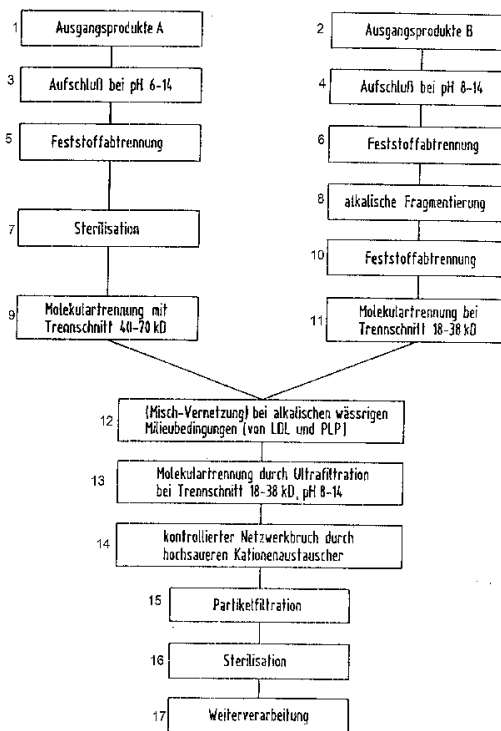 1 Ausgangsprodukte A
2 Ausgangsprodukte B
3 Aufschluß bei pH 6-14
4 Aufschluß bei pH 8-14
5 Feststoffabtrennung
6 Feststoffabtrennung
8 alkalische Fragmentierung
7 Sterilisation
10 Feststoffabtrennung
9 Molekulartrennung mit
Trennschnitt 40-70 kD
11 Molekulartrennung bei
Trennschnitt 18-38 kD
12 (Misch-Vernetzung) bei alkalischen wässrigen
Milieubedingungen (von LDL und PLP)
13 Molekulartrennung durch Ultrafiltration
bei Trennschnitt 18-38 kD, pH 8-14
14 kontrollierter Netzwerkbruch durch
hochsaueren Kationenaustauscher
15 Partikelfiltration
16 Sterilisation
17 Weiterverarbeitung